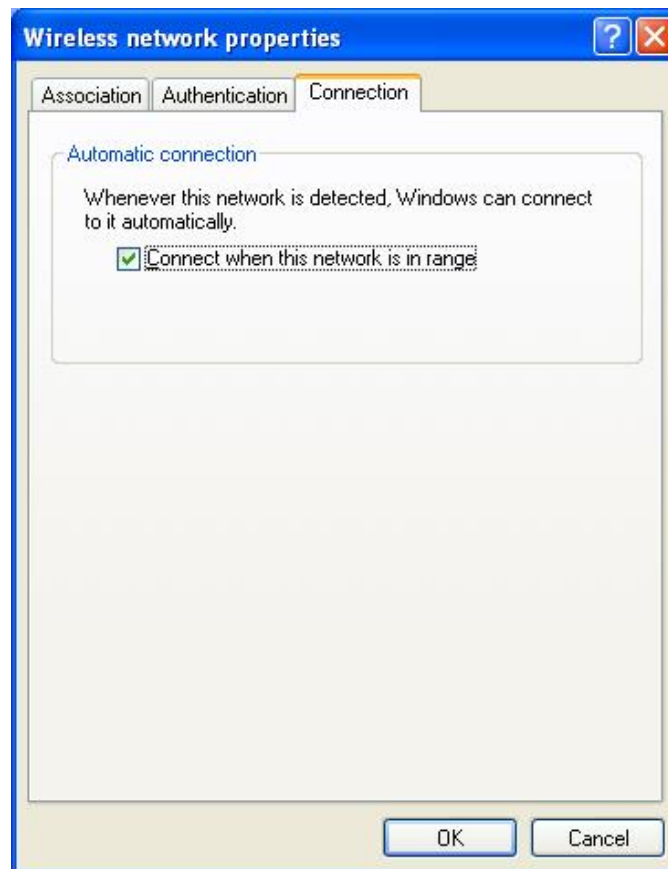 Wireless network properties
Association Authentication Connection
Automatic connection
Whenever this network is detected, Windows can connect
to it automatically.
Connect when this network is in range
OK Cancel